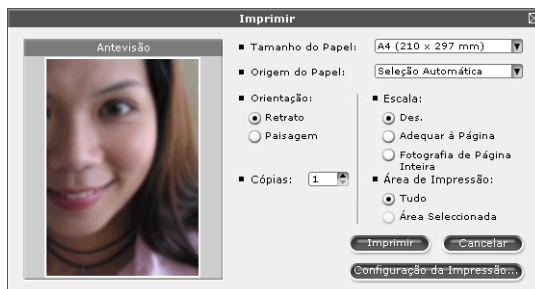 Imprimir
Antevisão
Tamanho do Papel: A4 (210 x 297 mm)
Origem do Papel: Seleção Automática
Orientação:
Retrato
Paisagem
Cópias: 1
Escala:
Des.
Adequar à Página
Fotografia de Página
Inteira
Área de Impressão:
Tudo
Área Seleccionada
Imprimir Cancelar
Configuração da Impressão...